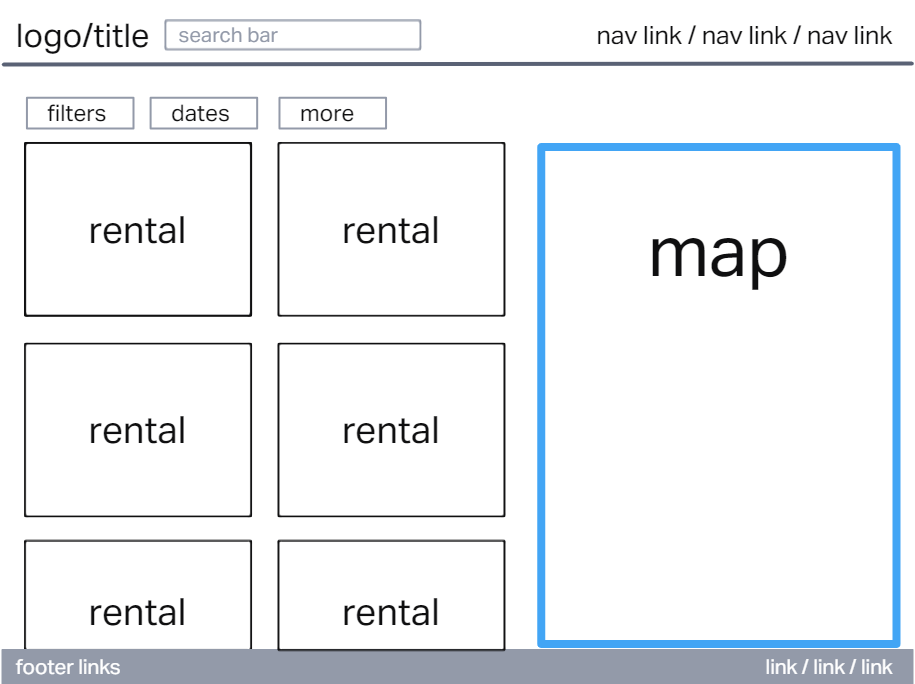 logo/title
search bar
nav link / nav link / nav link
filters
dates
more
rental
rental
map
rental
rental
rental
rental
footer links
link / link / link